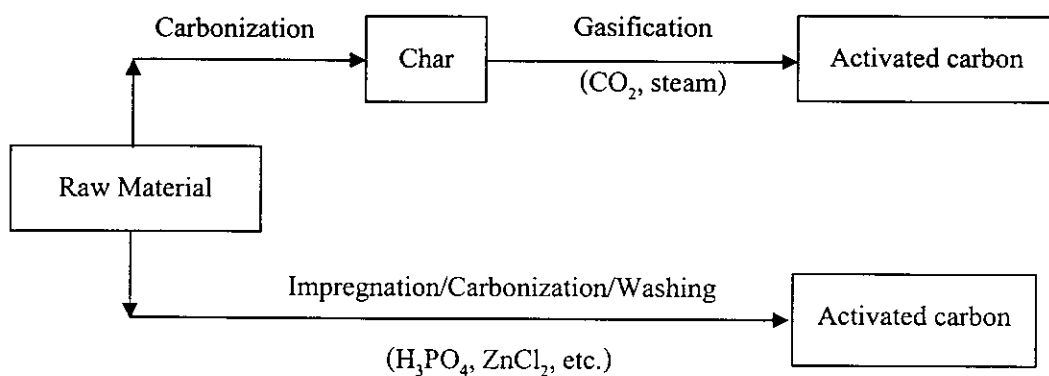 Carbonization
Gasification
Char
Activated carbon
(CO₂, steam)
Raw Material
Impregnation/Carbonization/Washing
Activated carbon
(H₃PO₄, ZnCl₂, etc.)